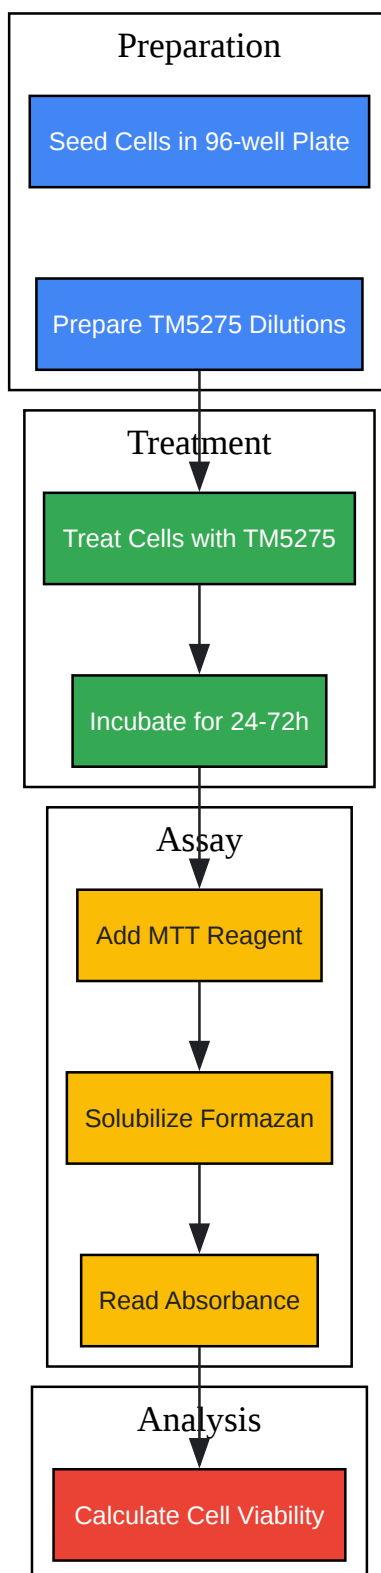 Preparation
Seed Cells in 96-well Plate
Prepare TM5275 Dilutions
Treatment
Treat Cells with TM5275
Incubate for 24-72h
Assay
Add MTT Reagent
Solubilize Formazan
Read Absorbance
Analysis
Calculate Cell Viability